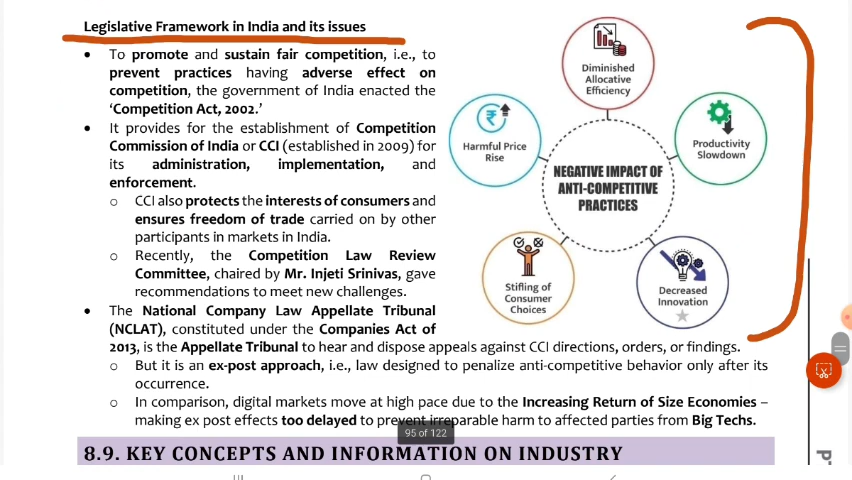 Legislative Framework in India and its issues
• To promote and sustain fair competition, i.e., to
prevent practices having adverse effect on
competition, the government of India enacted the
‘Competition Act, 2002.’
• It provides for the establishment of Competition
Commission of India or CCI (established in 2009) for
its administration, implementation, and
enforcement.
o CCI also protects the interests of consumers and
ensures freedom of trade carried on by other
participants in markets in India.
o Recently, the Competition Law Review
Committee, chaired by Mr. Injeti Srinivas, gave
recommendations to meet new challenges.
• The National Company Law Appellate Tribunal
(NCLAT), constituted under the Companies Act of
2013, is the Appellate Tribunal to hear and dispose appeals against CCI directions, orders, or findings.
o But it is an ex-post approach, i.e., law designed to penalize anti-competitive behavior only after its
occurrence.
o In comparison, digital markets move at high pace due to the Increasing Return of Size Economies –
making ex post effects too delayed to prevent irreparable harm to affected parties from Big Techs.
Diminished
Allocative
Efficiency
Harmful Price
Rise
Productivity
Slowdown
NEGATIVE IMPACT OF
ANTI-COMPETITIVE
PRACTICES
Stifling of
Consumer
Choices
Decreased
Innovation
95 of 122
8.9. KEY CONCEPTS AND INFORMATION ON INDUSTRY